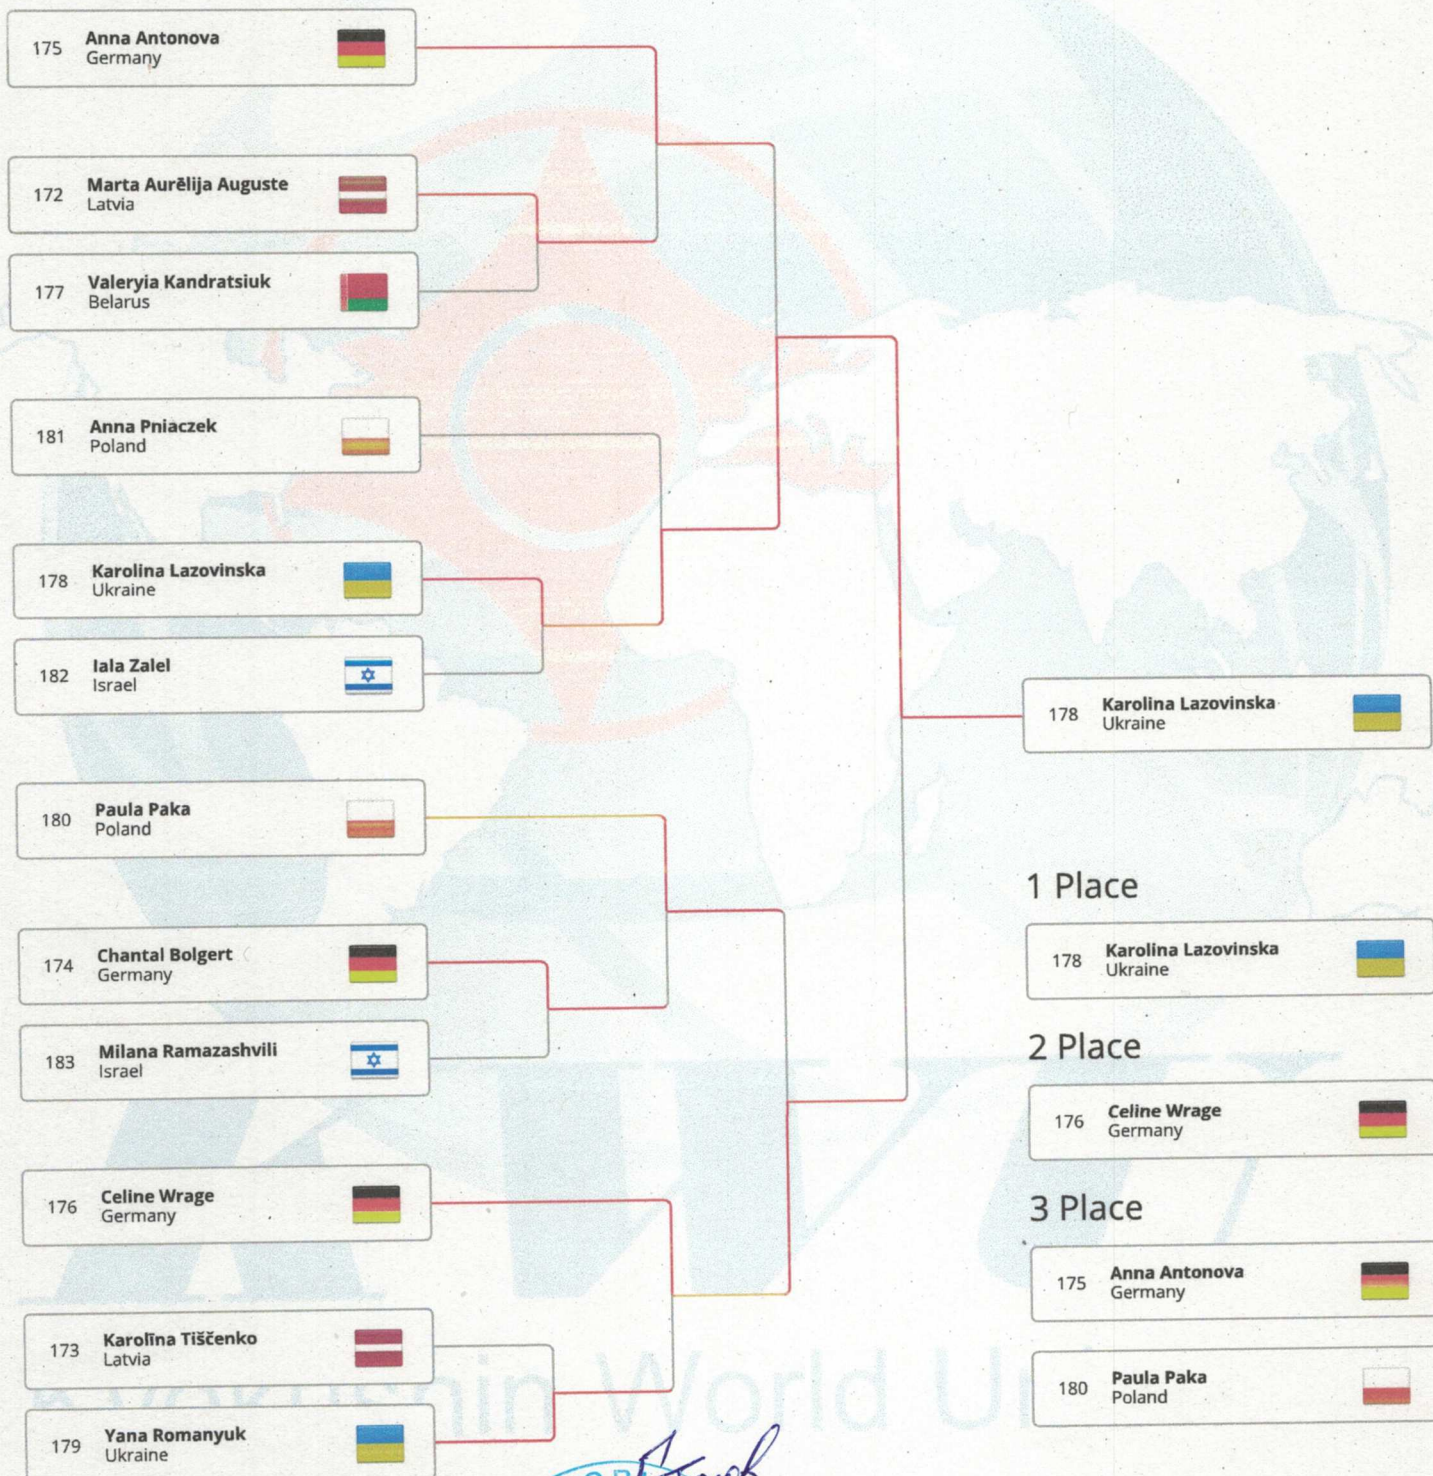 175 Anna Antonova
Germany
172 Marta Aurēlija Auguste
Latvia
177 Valeryia Kandratsiuk
Belarus
181 Anna Pniaczek
Poland
178 Karolina Lazovinska
Ukraine
182 Iala Zalel
Israel
178 Karolina Lazovinska
Ukraine
180 Paula Paka
Poland
1 Place
178 Karolina Lazovinska
Ukraine
174 Chantal Bolgert
Germany
183 Milana Ramazashvili
Israel
2 Place
176 Celine Wrage
Germany
176 Celine Wrage
Germany
3 Place
175 Anna Antonova
Germany
173 Karolīna Tiščenko
Latvia
180 Paula Paka
Poland
179 Yana Romanyuk
Ukraine
KWU
Kyokushin World